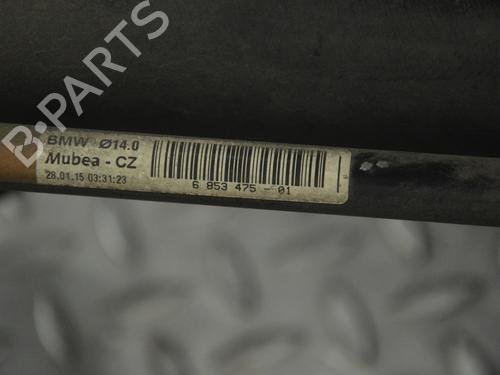 B-PARTS
BMW Ø14.0
Mubea - CZ
28.01.15 03:31:23
6 853 475 - 01